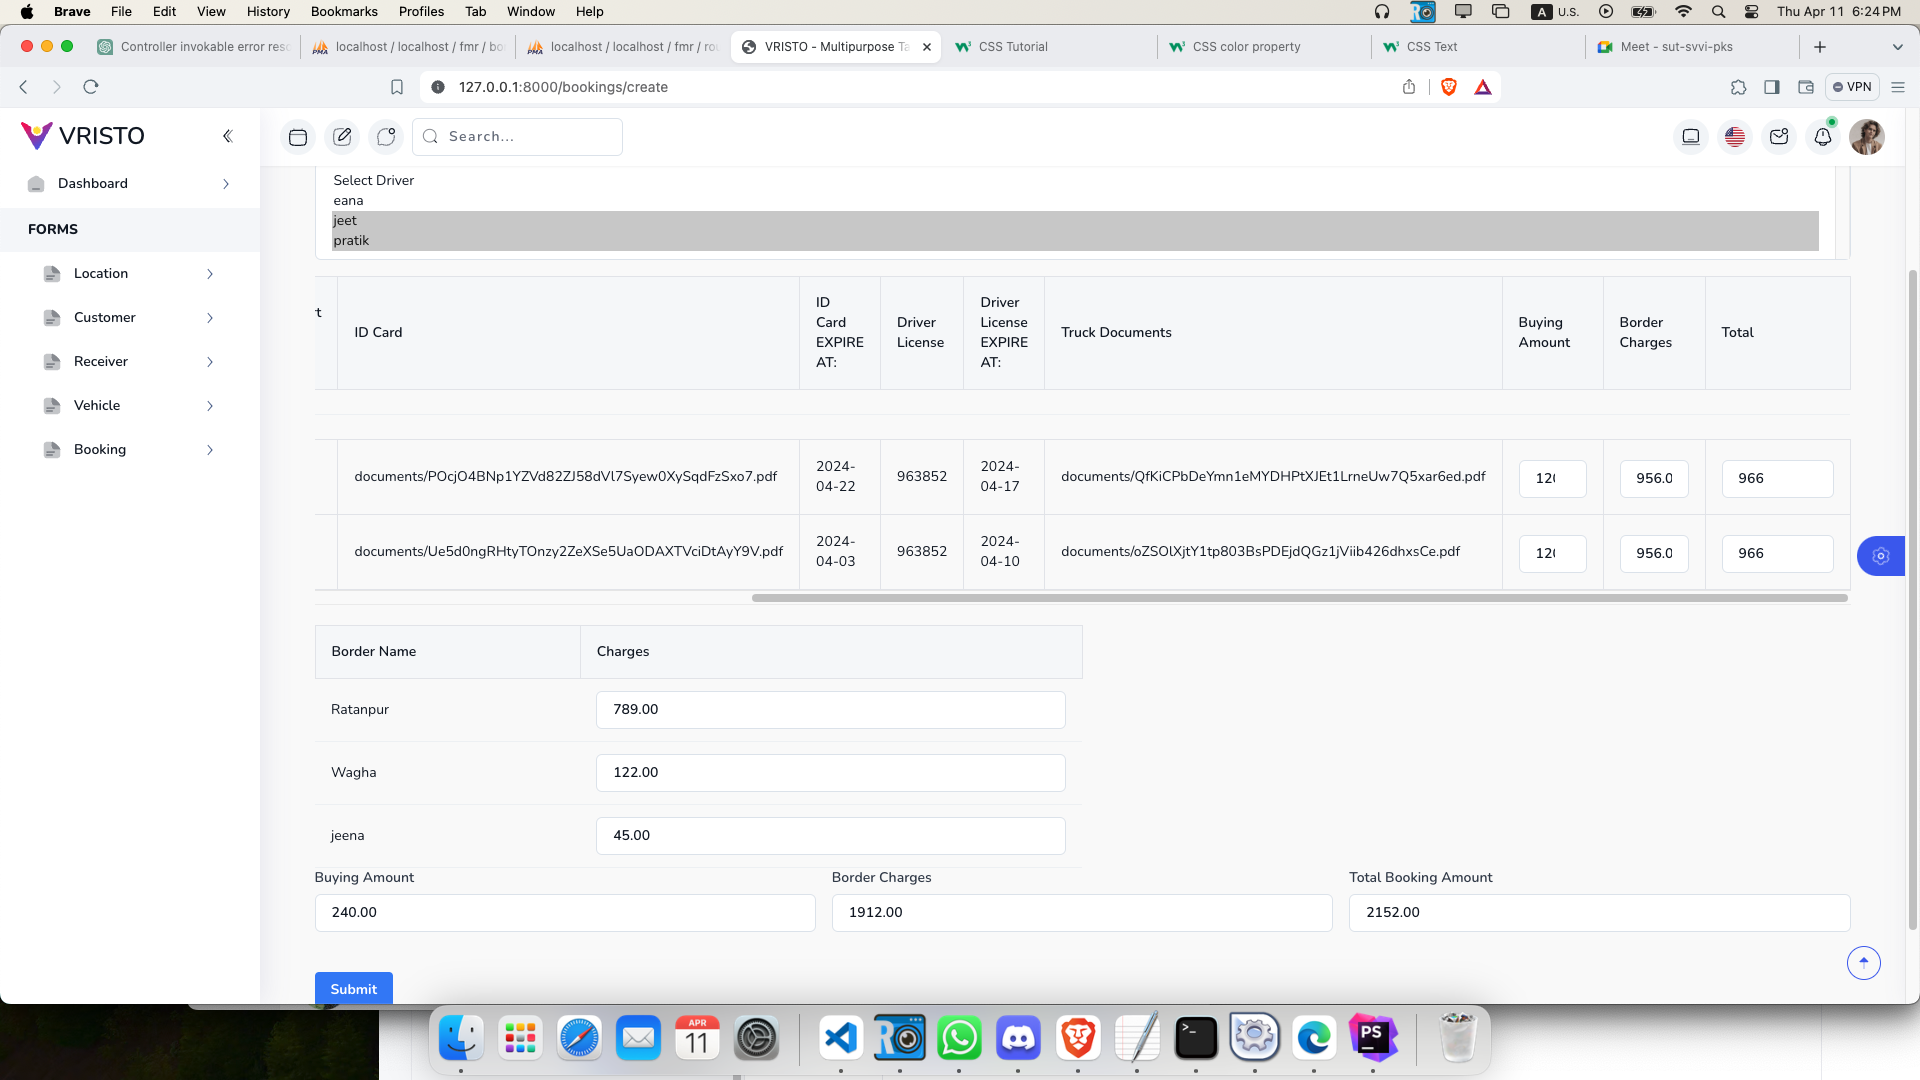 Brave File Edit View History Bookmarks Profiles Tab Window Help A U.S. Thu Apr 11 6:24 PM
Controller invokable error res localhost / localhost / fmr / bo localhost / localhost / fmr / rou VRISTO - Multipurpose Ta CSS Tutorial CSS color property CSS Text Meet - sut-svvi-pks
127.0.0.1:8000/bookings/create VPN
VRISTO
Search...
Dashboard
FORMS
Location
Customer
Receiver
Vehicle
Booking
Select Driver
eana
jeet
pratik
t ID Card ID Card EXPIRE AT: Driver License Driver License EXPIRE AT: Truck Documents Buying Amount Border Charges Total
documents/POcjO4BNp1YZVd82ZJ58dVl7Syew0XySqdFzSxo7.pdf 2024-04-22 963852 2024-04-17 documents/QfKiCPbDeYmn1eMYDHPtXJEt1LrneUw7Q5xar6ed.pdf 120 956.0 966
documents/Ue5d0ngRHtyTOnzy2ZeXSe5UaODAXTVciDtAyY9V.pdf 2024-04-03 963852 2024-04-10 documents/oZSOlXjtY1tp803BsPDEjdQGz1jViib426dhxsCe.pdf 120 956.0 966
Border Name Charges
Ratanpur 789.00
Wagha 122.00
jeena 45.00
Buying Amount Border Charges Total Booking Amount
240.00 1912.00 2152.00
Submit
APR
11
PS